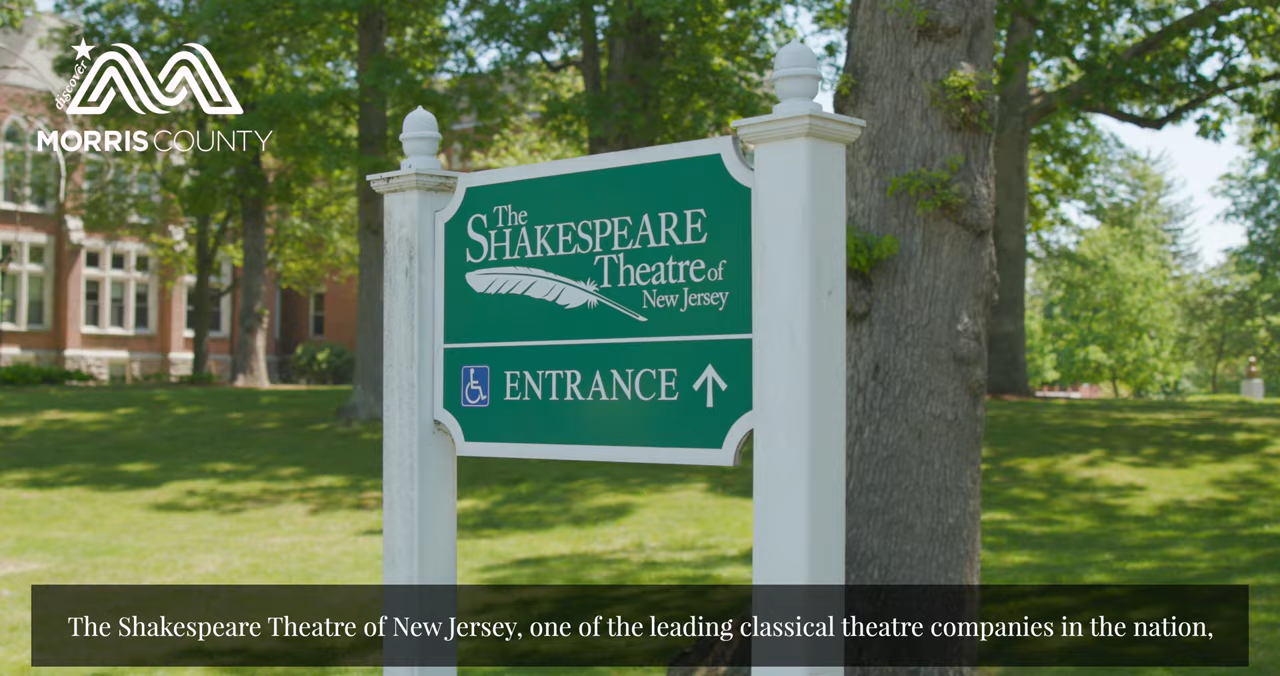 discover
MORRIS COUNTY
The
SHAKESPEARE
Theatre of
New Jersey
ENTRANCE
The Shakespeare Theatre of New Jersey, one of the leading classical theatre companies in the nation,